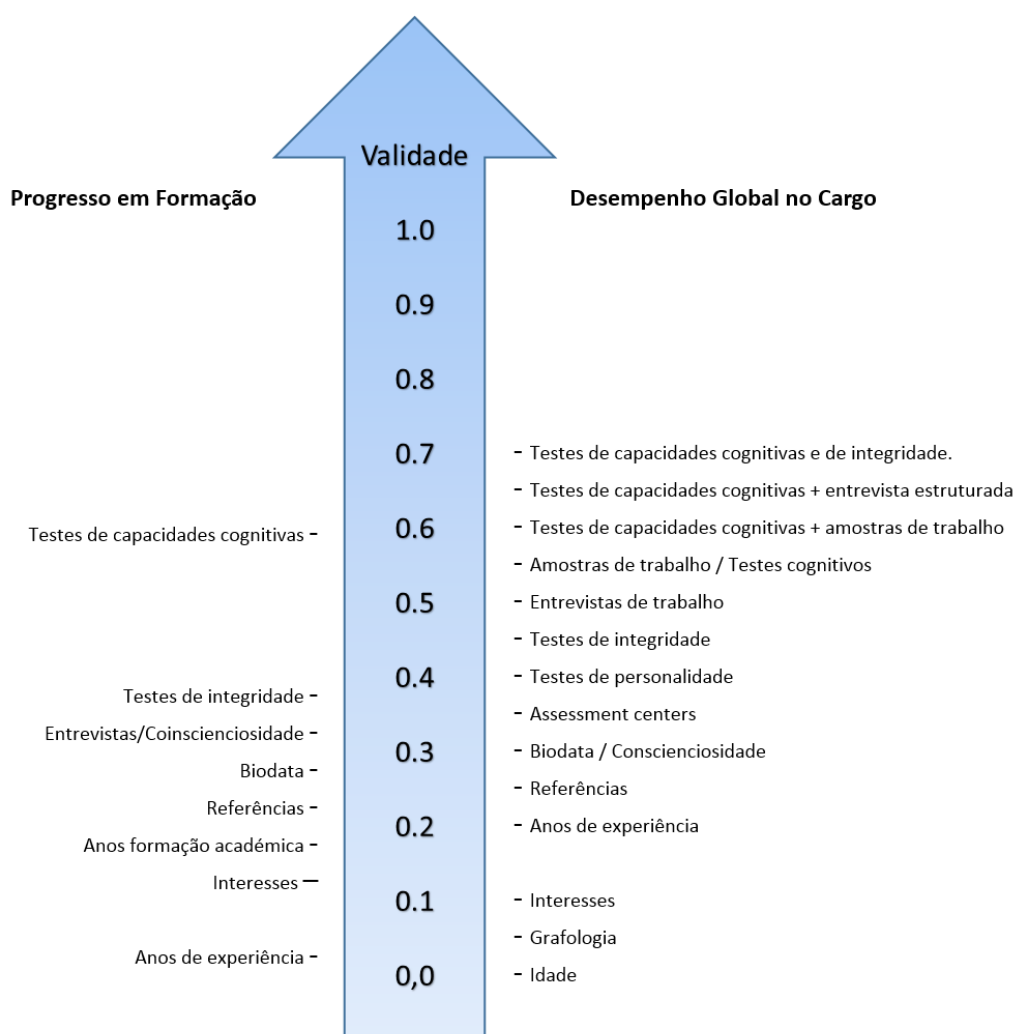 Validade
Progresso em Formação
Desempenho Global no Cargo
1.0
0.9
0.8
0.7
- Testes de capacidades cognitivas e de integridade.
- Testes de capacidades cognitivas + entrevista estruturada
Testes de capacidades cognitivas -
0.6
- Testes de capacidades cognitivas + amostras de trabalho
- Amostras de trabalho / Testes cognitivos
0.5
- Entrevistas de trabalho
- Testes de integridade
0.4
- Testes de personalidade
Testes de integridade -
- Assessment centers
Entrevistas/Coinscienciosidade -
0.3
- Biodata / Conscienciosidade
Biodata -
- Referências
Referências -
0.2
- Anos de experiência
Anos formação académica -
Interesses —
0.1
- Interesses
- Grafologia
Anos de experiência -
0,0
- Idade